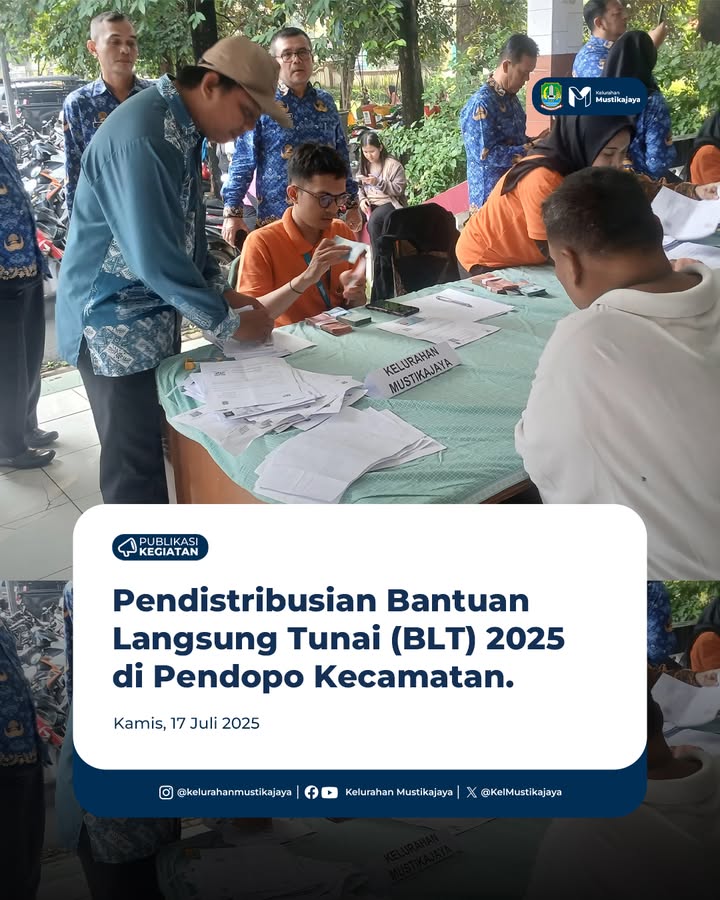 Kelurahan
Mustikajaya
KELURAHAN
MUSTIKAJAYA
PUBLIKASI
KEGIATAN
Pendistribusian Bantuan
Langsung Tunai (BLT) 2025
di Pendopo Kecamatan.
Kamis, 17 Juli 2025
@kelurahanmustikajaya | Kelurahan Mustikajaya | @KelMustikajaya
KELURAHAN
MUSTIKAJAYA